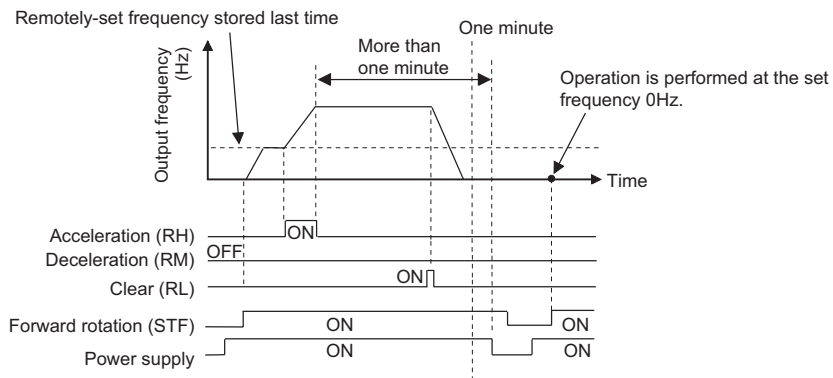 Remotely-set frequency stored last time
One minute
More than
one minute
Operation is performed at the set
frequency 0Hz.
Output frequency
(Hz)
Time
Acceleration (RH)
ON
Deceleration (RM)
OFF
Clear (RL)
ON
Forward rotation (STF)
ON
ON
Power supply
ON
ON